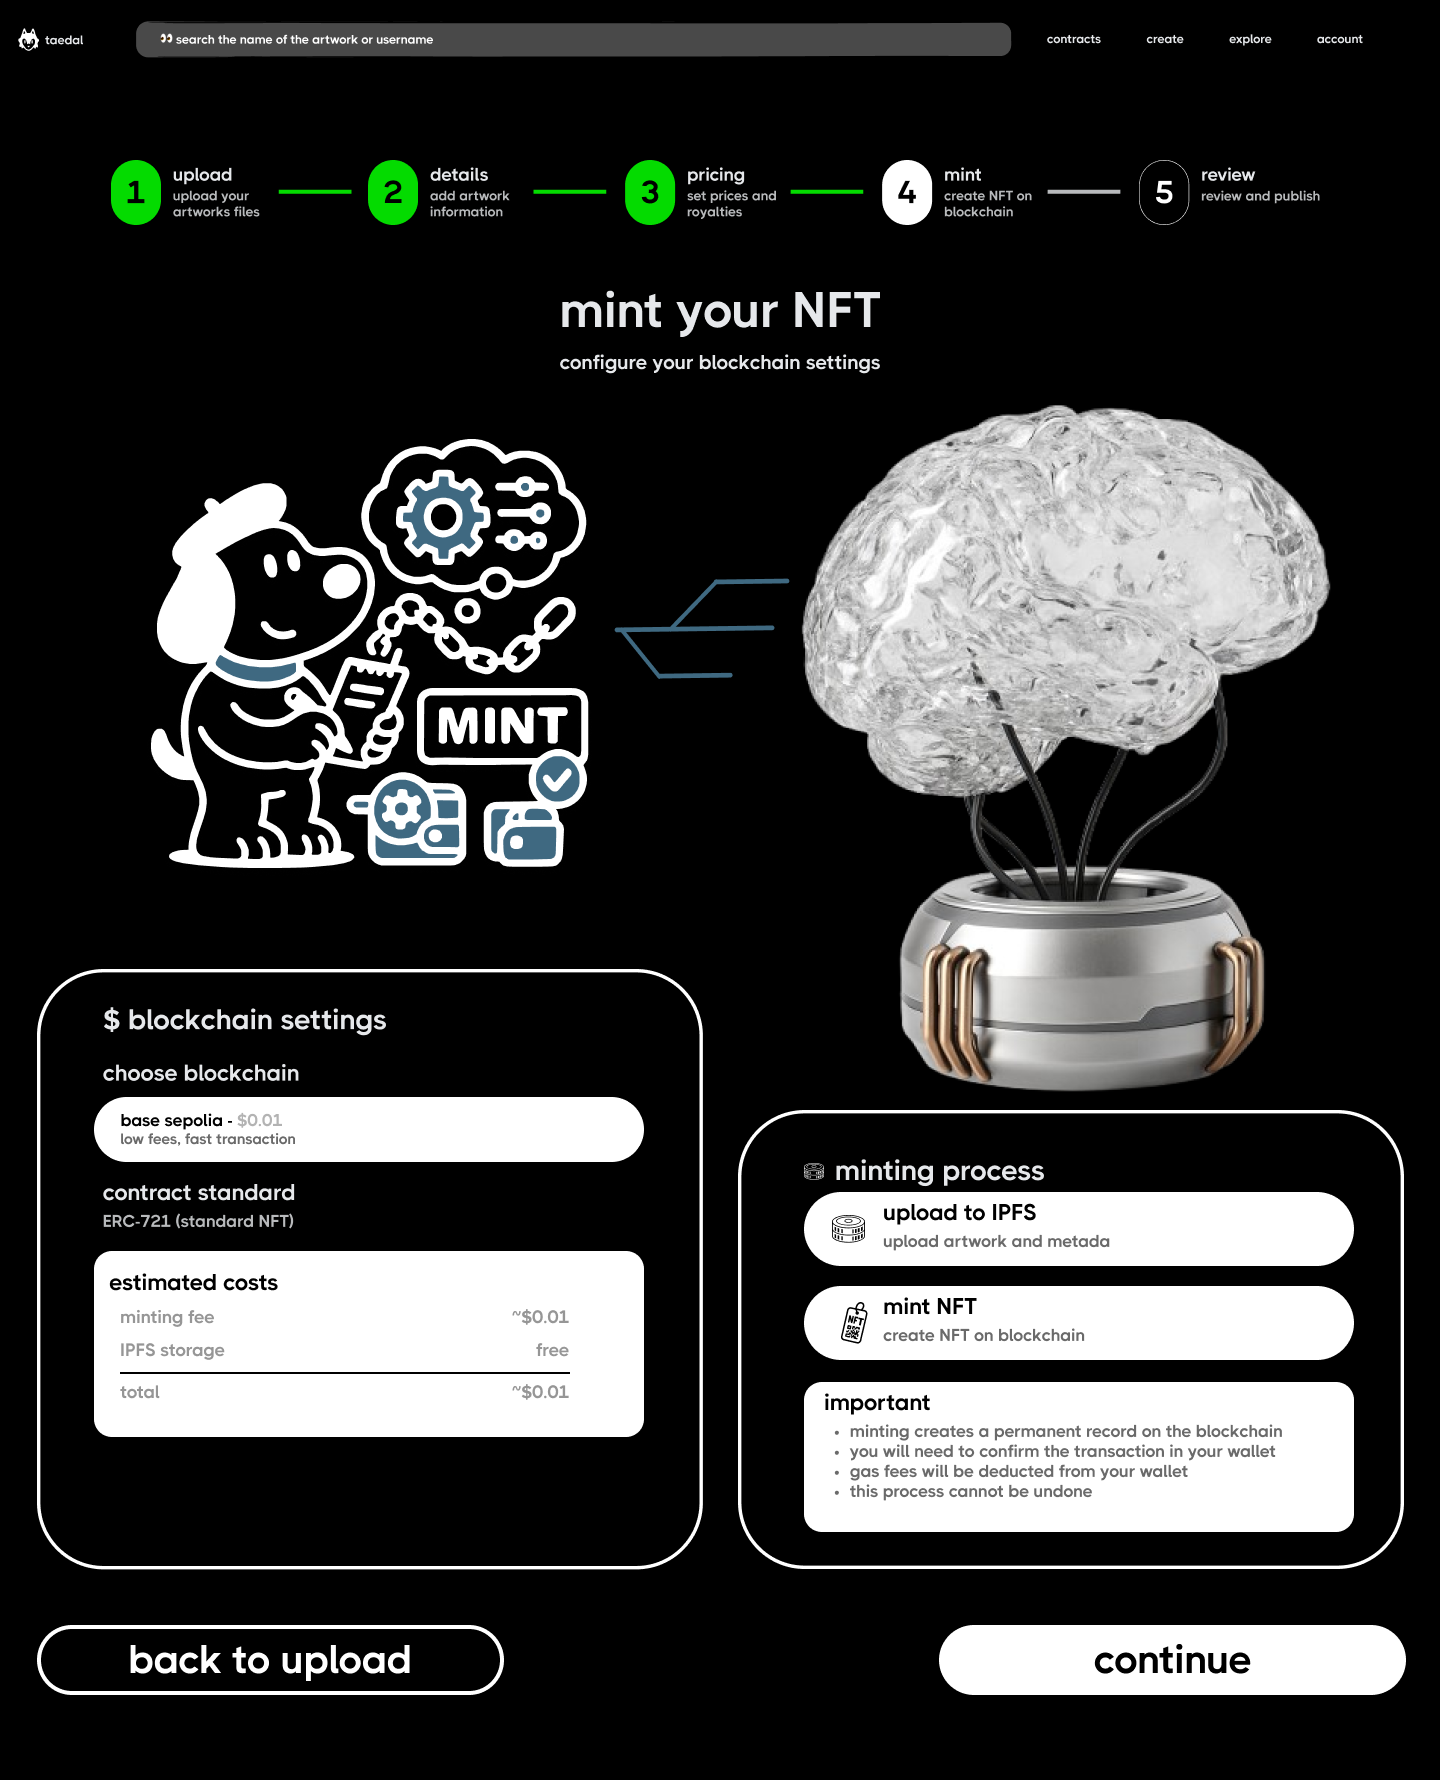 taedal
👀 search the name of the artwork or username
contracts
create
explore
account
1
upload
upload your
artworks files
2
details
add artwork
information
3
pricing
set prices and
royalties
4
mint
create NFT on
blockchain
5
review
review and publish
mint your NFT
configure your blockchain settings
MINT
$ blockchain settings
choose blockchain
base sepolia - $0.01
low fees, fast transaction
contract standard
ERC-721 (standard NFT)
estimated costs
minting fee ~$0.01
IPFS storage free
total ~$0.01
minting process
upload to IPFS
upload artwork and metada
NFT
mint NFT
create NFT on blockchain
important
• minting creates a permanent record on the blockchain
• you will need to confirm the transaction in your wallet
• gas fees will be deducted from your wallet
• this process cannot be undone
back to upload
continue